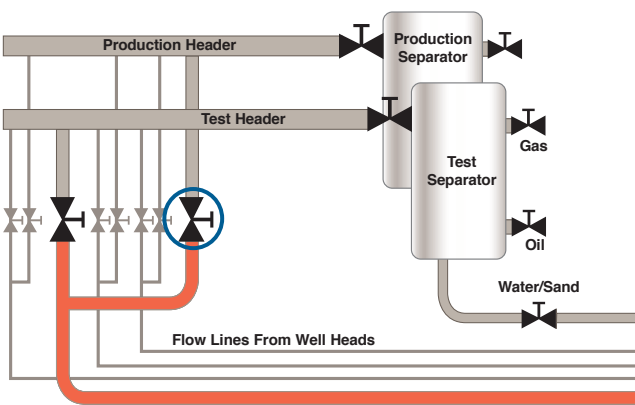 Production Header
Production
Separator
Test Header
Gas
Test
Separator
Oil
Water/Sand
Flow Lines From Well Heads